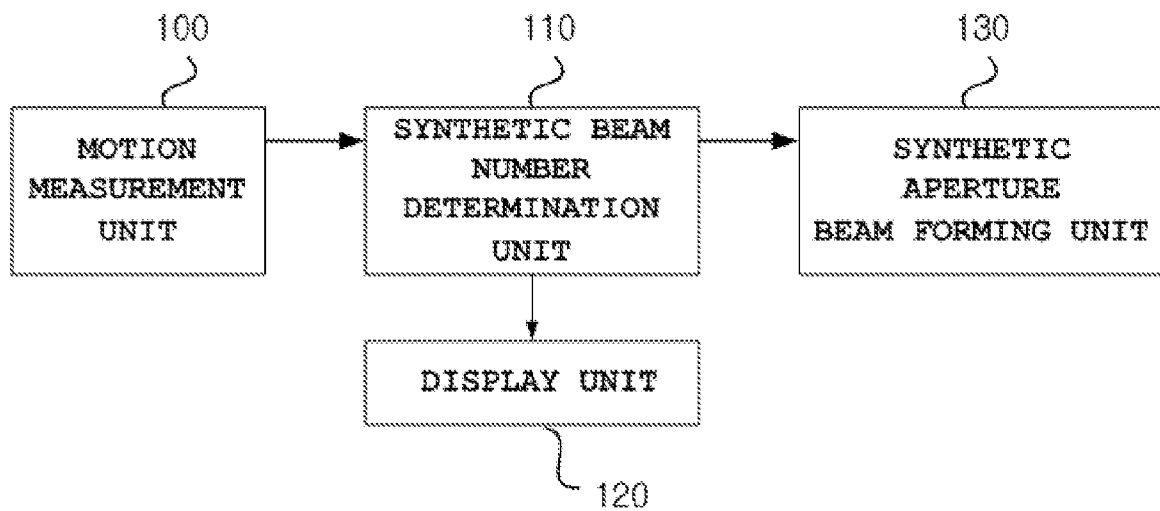 100
110
130
MOTION
MEASUREMENT
UNIT
SYNTHETIC BEAM
NUMBER
DETERMINATION
UNIT
SYNTHETIC
APERTURE
BEAM FORMING UNIT
DISPLAY UNIT
120